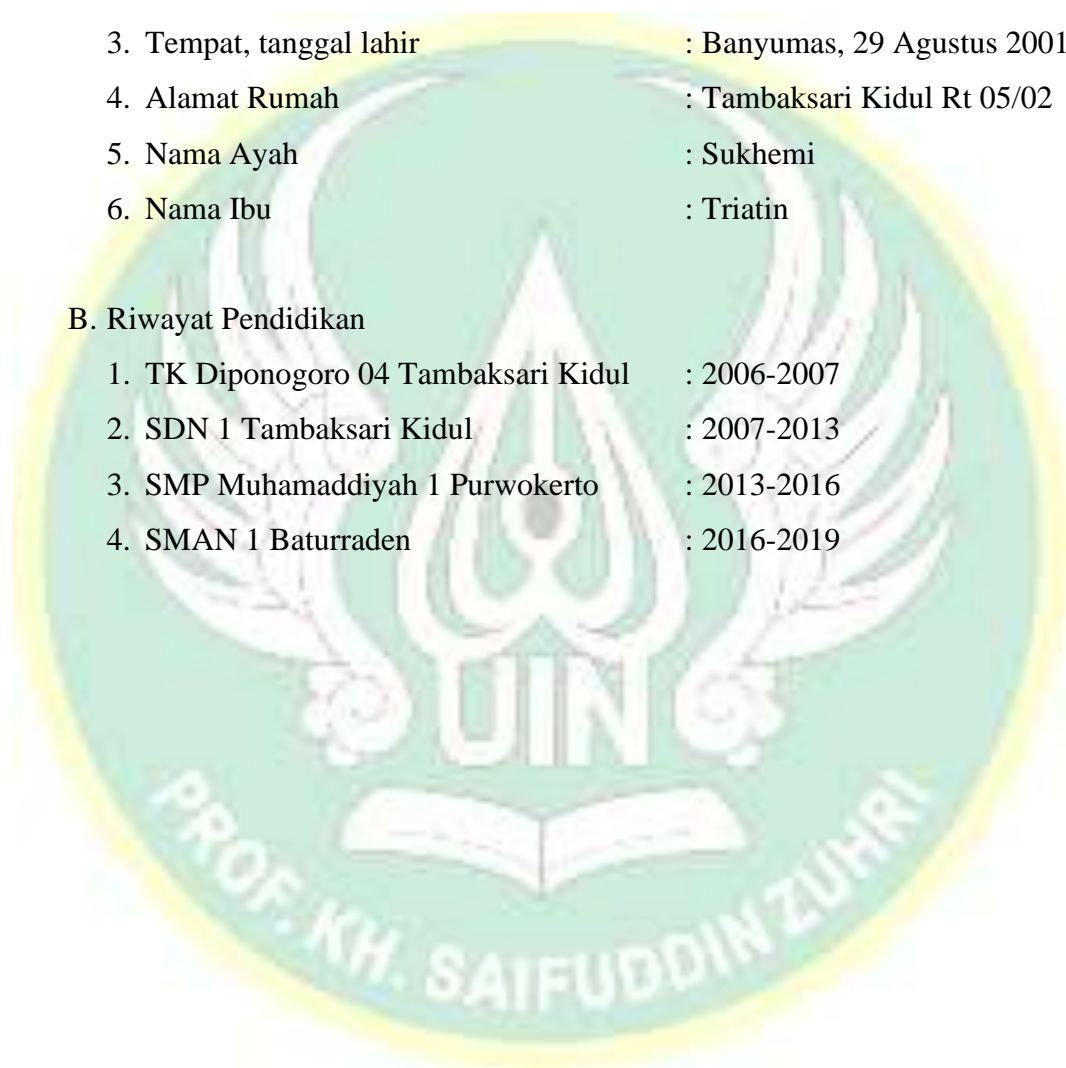 3. Tempat, tanggal lahir : Banyumas, 29 Agustus 2001
4. Alamat Rumah : Tambaksari Kidul Rt 05/02
5. Nama Ayah : Sukhemi
6. Nama Ibu : Triatin
B. Riwayat Pendidikan
1. TK Diponogoro 04 Tambaksari Kidul : 2006-2007
2. SDN 1 Tambaksari Kidul : 2007-2013
3. SMP Muhamaddiyah 1 Purwokerto : 2013-2016
4. SMAN 1 Baturraden : 2016-2019
UIN
PROF. KH. SAIFUDDIN ZUHRI